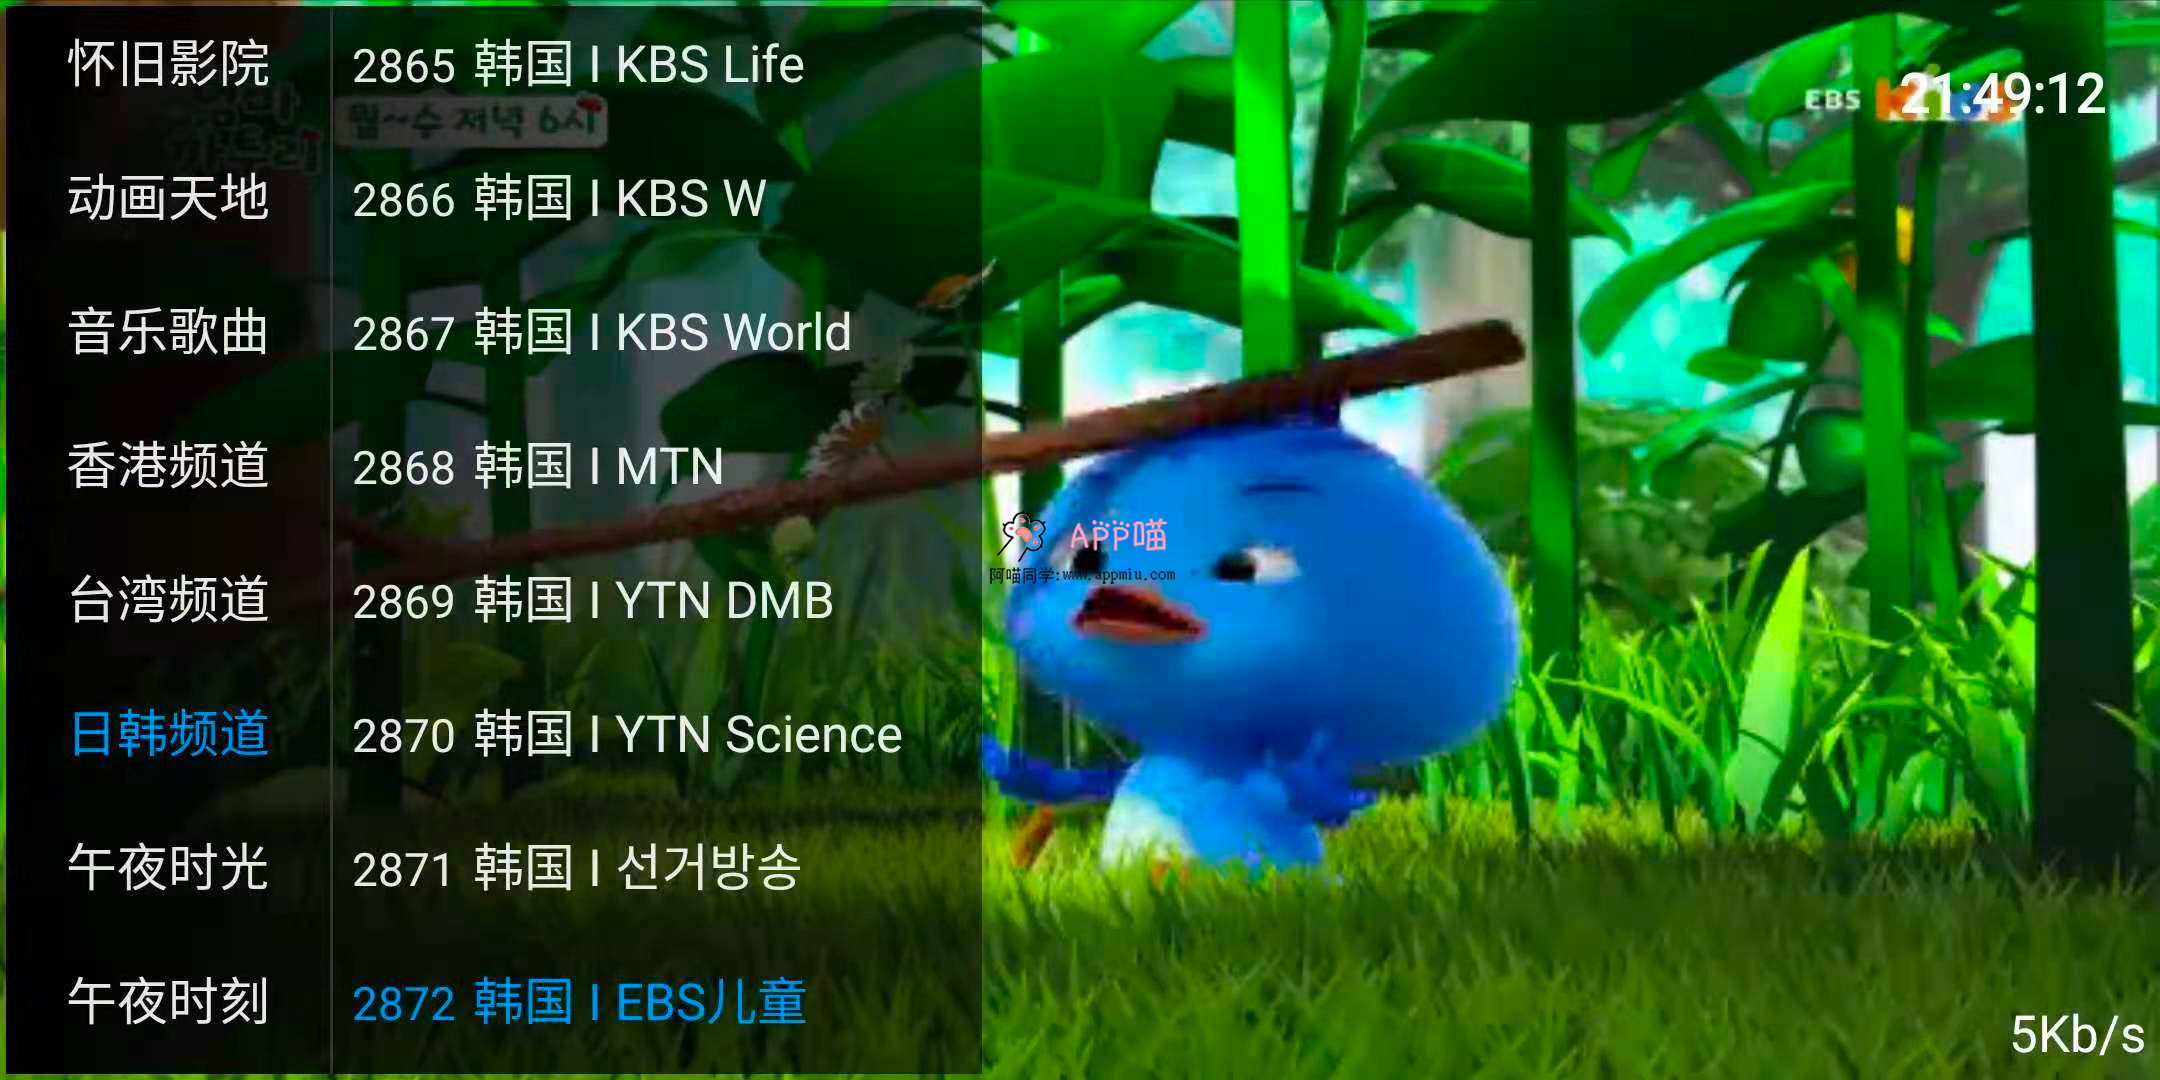 怀旧影院
动画天地
音乐歌曲
香港频道
台湾频道
日韩频道
午夜时光
午夜时刻
2865 韩国 I KBS Life
2866 韩国 I KBS W
2867 韩国 I KBS World
2868 韩国 I MTN
2869 韩国 I YTN DMB
2870 韩国 I YTN Science
2871 韩国 I 선거방송
2872 韩国 I EBS儿童
까투리
월~수 저녁 6시
EBS
21:49:12
APP喵
阿喵同学:www.appmiu.com
5Kb/s